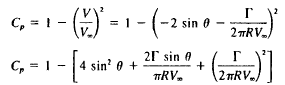 C_p = 1 - (V/V_∞)² = 1 - (-2 sin θ - Γ/2πRV_∞)²
C_p = 1 - [4 sin² θ + 2Γ sin θ/πRV_∞ + (Γ/2πRV_∞)²]